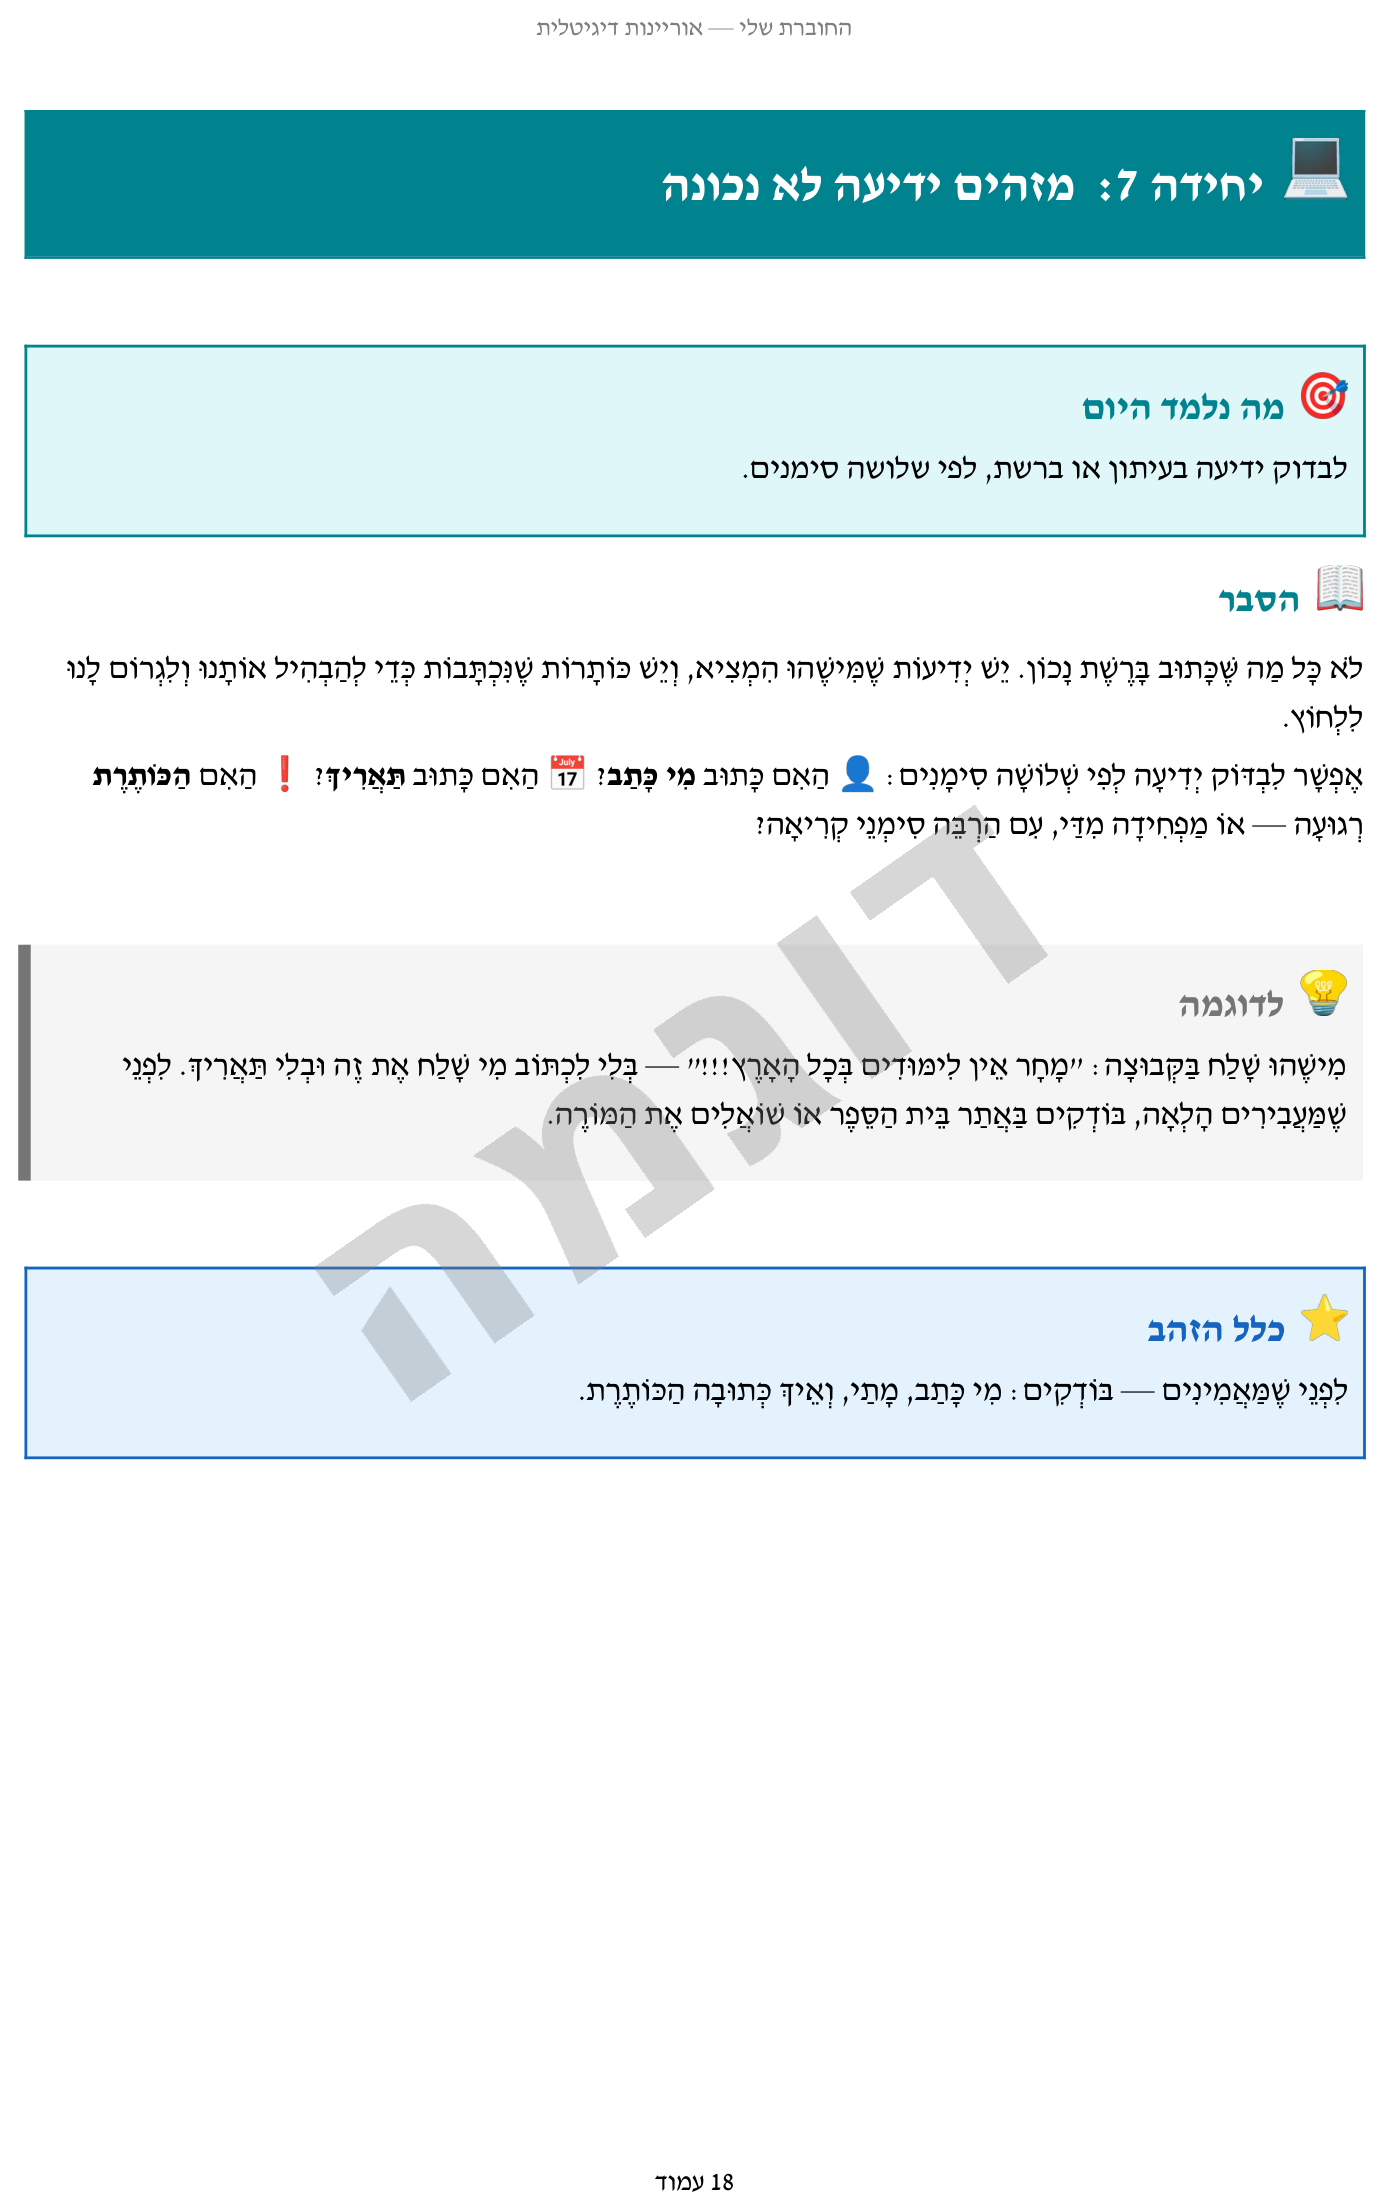 החוברת שלי — אוריינות דיגיטלית
יחידה 7: מזהים ידיעה לא נכונה
מה נלמד היום
לבדוק ידיעה בעיתון או ברשת, לפי שלושה סימנים.
הסבר
לֹא כָּל מַה שֶּׁכָּתוּב בָּרֶשֶׁת נָכוֹן. יֵשׁ יְדִיעוֹת שֶׁמִּישֶׁהוּ הִמְצִיא, וְיֵשׁ כּוֹתָרוֹת שֶׁנִּכְתָּבוֹת כְּדֵי לְהַבְהִיל אוֹתָנוּ וְלִגְרוֹם לָנוּ
לִלְחוֹץ.
אֶפְשָׁר לִבְדּוֹק יְדִיעָה לְפִי שְׁלוֹשָׁה סִימָנִים: 👤 הַאִם כָּתוּב מִי כָּתַב? 📅 הַאִם כָּתוּב תַּאֲרִיךְ? ❗ הַאִם הַכּוֹתֶרֶת
רְגוּעָה — אוֹ מַפְחִידָה מִדַּי, עִם הַרְבֵּה סִימְנֵי קְרִיאָה?
לדוגמה
מִישֶׁהוּ שָׁלַח בַּקְּבוּצָה: "מָחָר אֵין לִימּוּדִים בְּכָל הָאָרֶץ!!!" — בְּלִי לִכְתּוֹב מִי שָׁלַח אֶת זֶה וּבְלִי תַּאֲרִיךְ. לִפְנֵי
שֶׁמַּעֲבִירִים הָלְאָה, בּוֹדְקִים בַּאֲתַר בֵּית הַסֵּפֶר אוֹ שׁוֹאֲלִים אֶת הַמּוֹרֶה.
כלל הזהב
לִפְנֵי שֶׁמַּאֲמִינִים — בּוֹדְקִים: מִי כָּתַב, מָתַי, וְאֵיךְ כְּתוּבָה הַכּוֹתֶרֶת.
דוגמה
18 עמוד